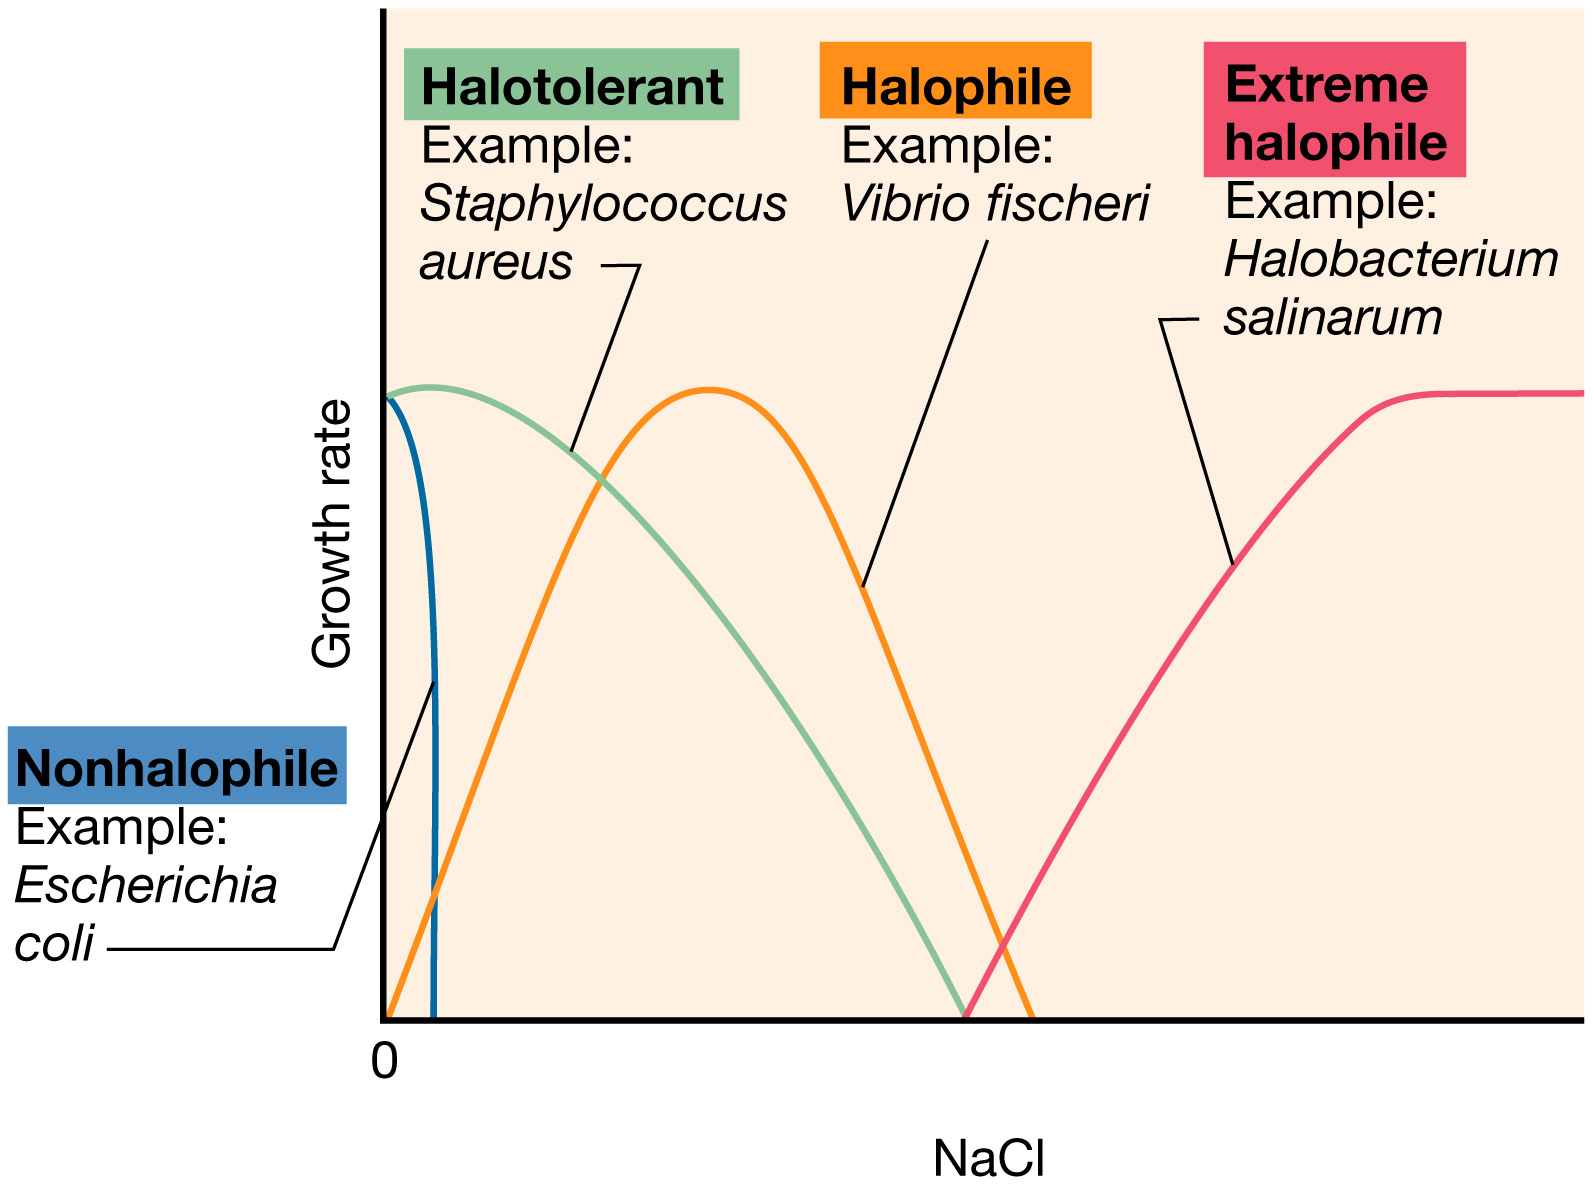 Halotolerant
Example:
Staphylococcus
aureus
Halophile
Example:
Vibrio fischeri
Extreme
halophile
Example:
Halobacterium
salinarum
Growth rate
Nonhalophile
Example:
Escherichia
coli
0
NaCl